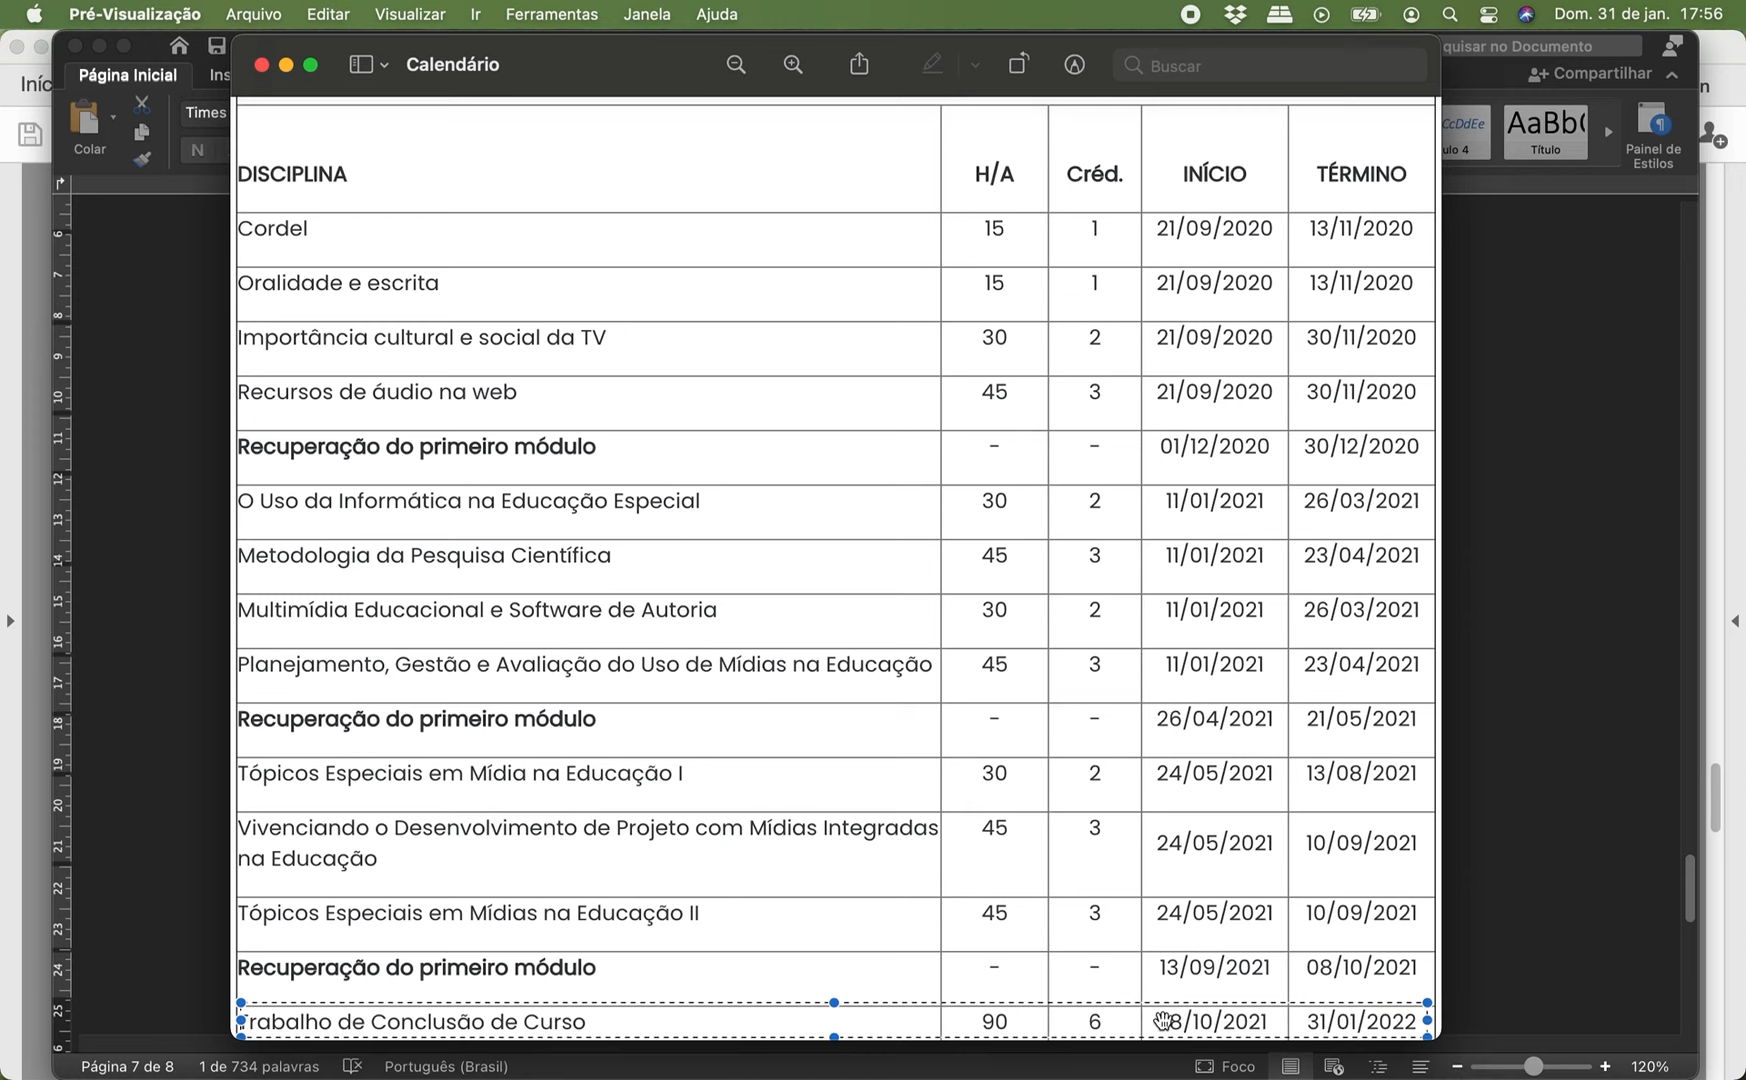 Pré-Visualização Arquivo Editar Visualizar Ir Ferramentas Janela Ajuda Dom. 31 de jan. 17:56
Calendário Buscar quisar no Documento
Iníc Página Inicial Ins Compartilhar n
Times CcDdEe AaBb(
Colar N ulo 4 Título Painel de
Estilos
DISCIPLINA H/A Créd. INÍCIO TÉRMINO
Cordel 15 1 21/09/2020 13/11/2020
Oralidade e escrita 15 1 21/09/2020 13/11/2020
Importância cultural e social da TV 30 2 21/09/2020 30/11/2020
Recursos de áudio na web 45 3 21/09/2020 30/11/2020
Recuperação do primeiro módulo - - 01/12/2020 30/12/2020
O Uso da Informática na Educação Especial 30 2 11/01/2021 26/03/2021
Metodologia da Pesquisa Científica 45 3 11/01/2021 23/04/2021
Multimídia Educacional e Software de Autoria 30 2 11/01/2021 26/03/2021
Planejamento, Gestão e Avaliação do Uso de Mídias na Educação 45 3 11/01/2021 23/04/2021
Recuperação do primeiro módulo - - 26/04/2021 21/05/2021
Tópicos Especiais em Mídia na Educação I 30 2 24/05/2021 13/08/2021
Vivenciando o Desenvolvimento de Projeto com Mídias Integradas 45 3 24/05/2021 10/09/2021
na Educação
Tópicos Especiais em Mídias na Educação II 45 3 24/05/2021 10/09/2021
Recuperação do primeiro módulo - - 13/09/2021 08/10/2021
Trabalho de Conclusão de Curso 90 6 8/10/2021 31/01/2022
Página 7 de 8 1 de 734 palavras Português (Brasil) Foco 120%